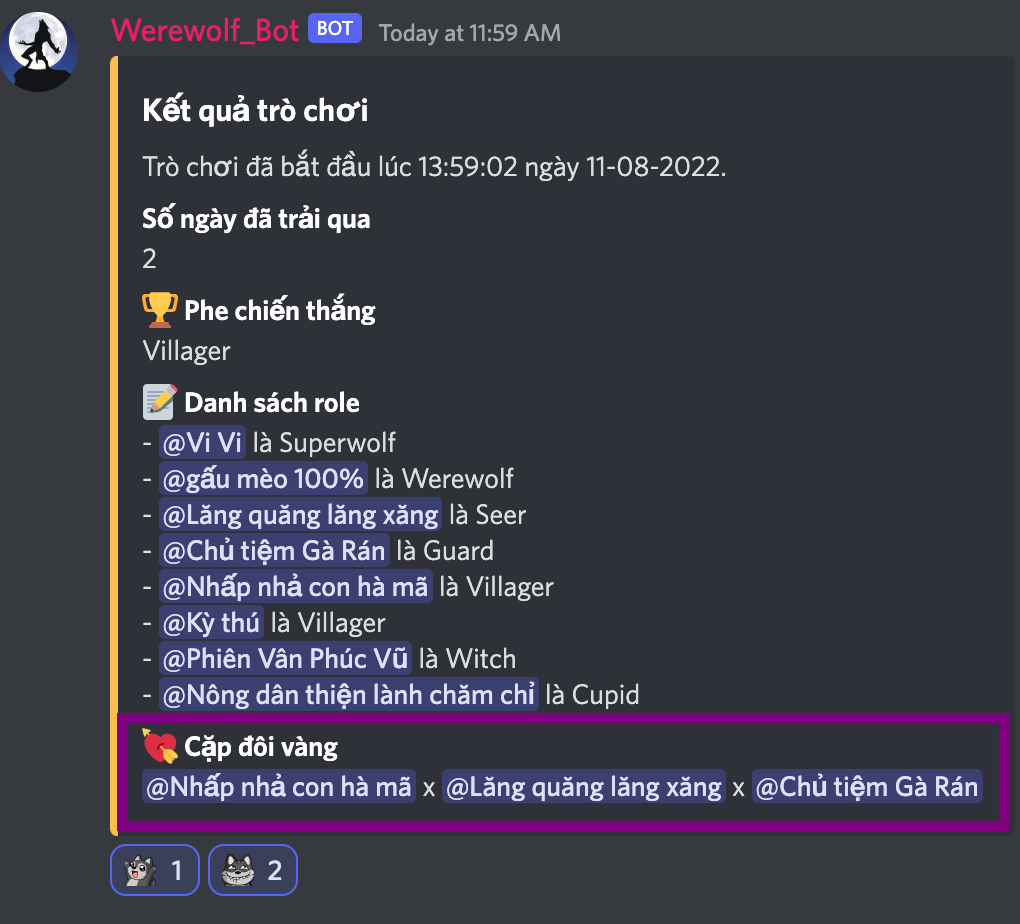 Werewolf_Bot BOT Today at 11:59 AM
Kết quả trò chơi
Trò chơi đã bắt đầu lúc 13:59:02 ngày 11-08-2022.
Số ngày đã trải qua
2
Phe chiến thắng
Villager
Danh sách role
- @Vi Vi là Superwolf
- @gấu mèo 100% là Werewolf
- @Lăng quăng lăng xăng là Seer
- @Chủ tiệm Gà Rán là Guard
- @Nhấp nhả con hà mã là Villager
- @Kỳ thú là Villager
- @Phiên Vân Phúc Vũ là Witch
- @Nông dân thiện lành chăm chỉ là Cupid
Cặp đôi vàng
@Nhấp nhả con hà mã x @Lăng quăng lăng xăng x @Chủ tiệm Gà Rán
1 2